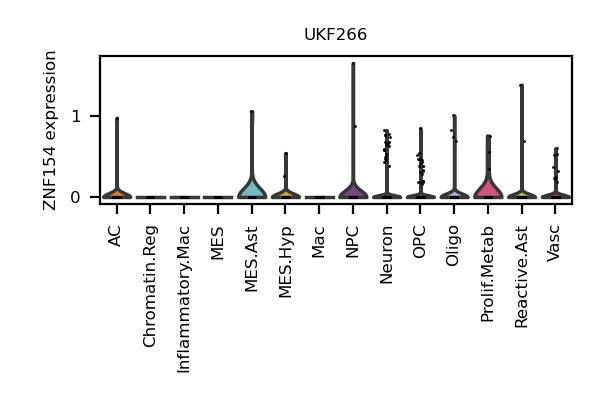 UKF266
ZNF154 expression
1
0
AC
Chromatin.Reg
Inflammatory.Mac
MES
MES.Ast
MES.Hyp
Mac
NPC
Neuron
OPC
Oligo
Prolif.Metab
Reactive.Ast
Vasc